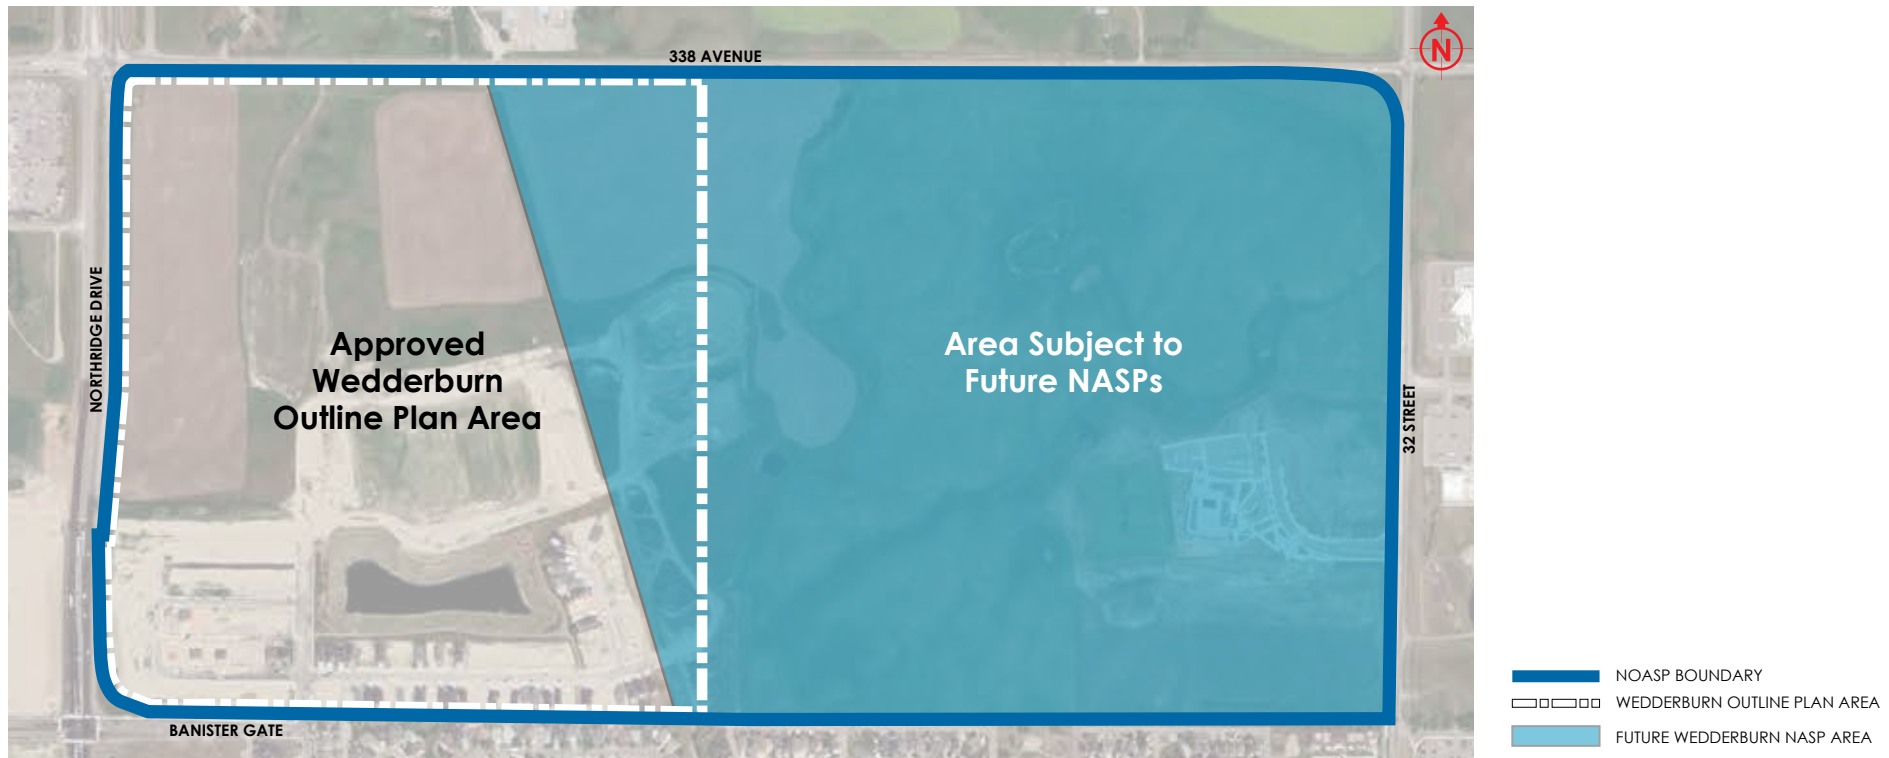 338 AVENUE
N
NORTHRIDGE DRIVE
Approved
Wedderburn
Outline Plan Area
Area Subject to
Future NASPs
32 STREET
BANISTER GATE
NOASP BOUNDARY
WEDDERBURN OUTLINE PLAN AREA
FUTURE WEDDERBURN NASP AREA